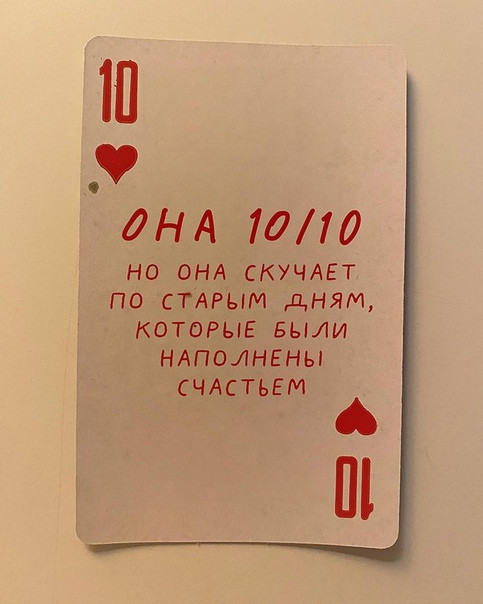 10
ОНА 10/10
НО ОНА СКУЧАЕТ
ПО СТАРЫМ ДНЯМ,
КОТОРЫЕ БЫЛИ
НАПОЛНЕНЫ
СЧАСТЬЕМ
10